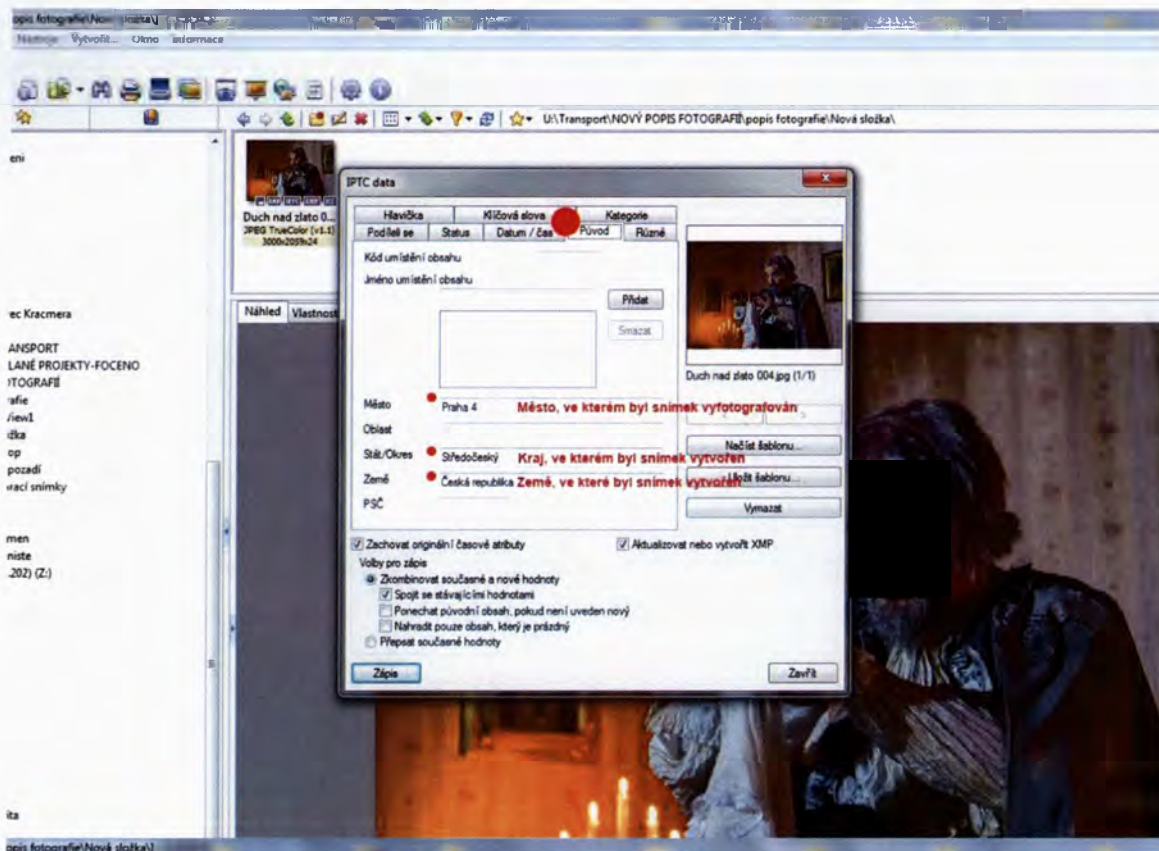 opis fotografie\Nová složka\]
Nástroje Vytvořit... Okno Informace
U:\Transport\NOVÝ POPIS FOTOGRAFIÍ\popis fotografie\Nová složka\
eni
Duch nad zlato 0...
JPEG TrueColor (v1.1)
3000x2059x24
IPTC data
Hlavička Klíčová slova Kategorie
Podíleli se Status Datum / čas Původ Různé
Kód umístění obsahu
Jméno umístění obsahu
Přidat
Smazat
Duch nad zlato 004.jpg (1/1)
Město Praha 4 Město, ve kterém byl snímek vyfotografován
Oblast
Načíst šablonu...
Stát/Okres Středočeský Kraj, ve kterém byl snímek vytvořen
Země Česká republika Země, ve které byl snímek vytvořen
Uložit šablonu...
PSČ
Vymazat
Zachovat originální časové atributy
Aktualizovat nebo vytvořit XMP
Volby pro zápis
Zkombinovat současné a nové hodnoty
Spojit se stávajícími hodnotami
Ponechat původní obsah, pokud není uveden nový
Nahradit pouze obsah, který je prázdný
Přepsat současné hodnoty
Zápis
Zavřít
Náhled Vlastnost
ec Kracmera
ANSPORT
LANÉ PROJEKTY-FOCENO
TOGRAFIÍ
afie
View1
žka
op
pozadí
rací snímky
men
niste
.202) (Z:)
ita
opis fotografie\Nová složka\]